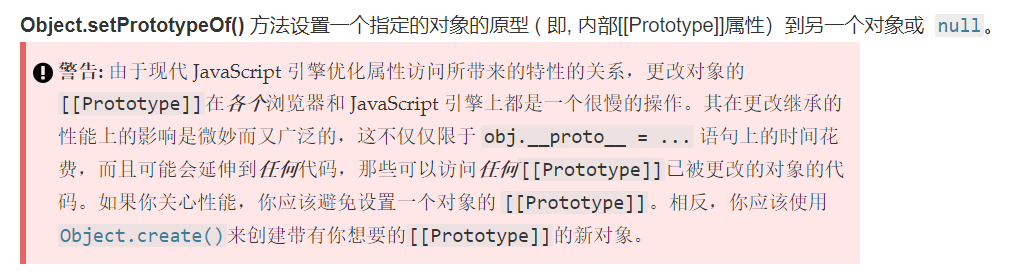 Object.setPrototypeOf() 方法设置一个指定的对象的原型 ( 即, 内部[[Prototype]]属性）到另一个对象或 null。
警告: 由于现代 JavaScript 引擎优化属性访问所带来的特性的关系，更改对象的
[[Prototype]]在各个浏览器和 JavaScript 引擎上都是一个很慢的操作。其在更改继承的
性能上的影响是微妙而又广泛的，这不仅仅限于 obj.__proto__ = ... 语句上的时间花
费，而且可能会延伸到任何代码，那些可以访问任何[[Prototype]]已被更改的对象的代
码。如果你关心性能，你应该避免设置一个对象的 [[Prototype]]。相反，你应该使用
Object.create()来创建带有你想要的[[Prototype]]的新对象。